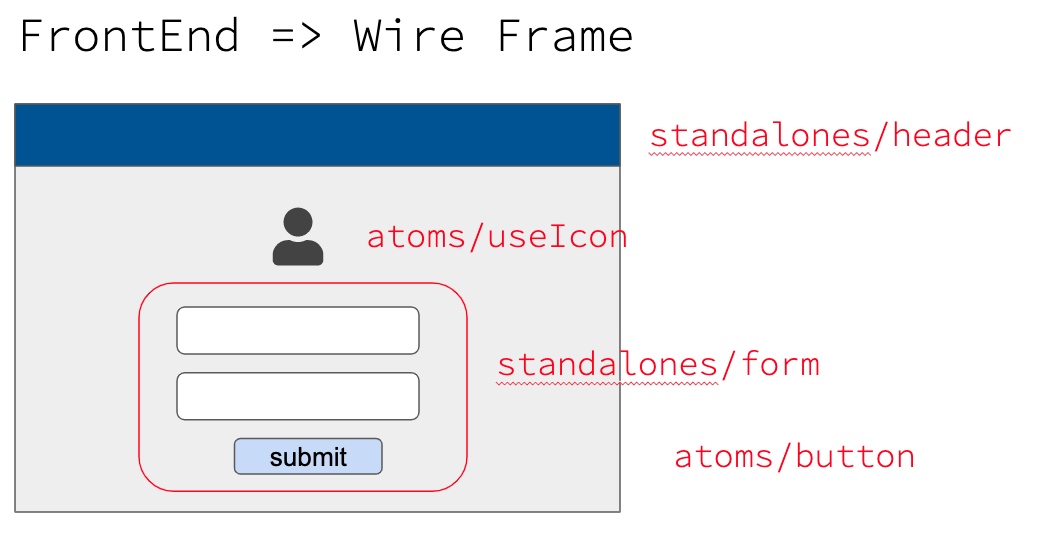 FrontEnd => Wire Frame
standalones/header
atoms/useIcon
standalones/form
submit
atoms/button